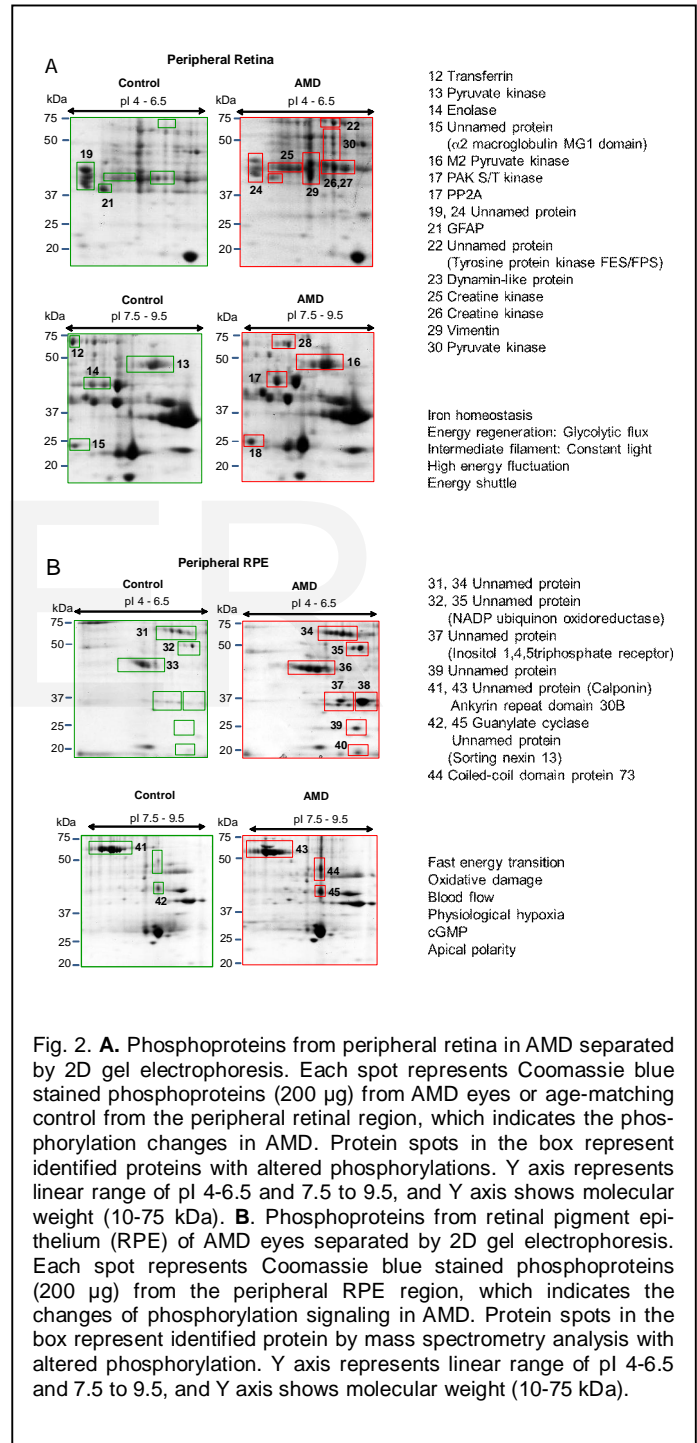 A
Peripheral Retina
Control
AMD
kDa
pI 4 - 6.5
kDa
pI 4 - 6.5
75
50
37
25
20
19
21
75
50
37
25
20
22
30
25
24
29
26,27
Control
AMD
kDa
pI 7.5 - 9.5
kDa
pI 7.5 - 9.5
75
50
37
25
20
12
13
14
15
75
50
37
25
20
28
16
17
18
12 Transferrin
13 Pyruvate kinase
14 Enolase
15 Unnamed protein
(α2 macroglobulin MG1 domain)
16 M2 Pyruvate kinase
17 PAK S/T kinase
17 PP2A
19, 24 Unnamed protein
21 GFAP
22 Unnamed protein
(Tyrosine protein kinase FES/FPS)
23 Dynamin-like protein
25 Creatine kinase
26 Creatine kinase
29 Vimentin
30 Pyruvate kinase
Iron homeostasis
Energy regeneration: Glycolytic flux
Intermediate filament: Constant light
High energy fluctuation
Energy shuttle
B
Peripheral RPE
Control
AMD
kDa
pI 4 - 6.5
kDa
pI 4 - 6.5
75
50
37
25
20
31
32
33
75
50
37
25
20
34
35
36
37
38
39
40
Control
AMD
kDa
pI 7.5 - 9.5
kDa
pI 7.5 - 9.5
75
50
37
25
20
41
42
75
50
37
25
20
43
44
45
31, 34 Unnamed protein
32, 35 Unnamed protein
(NADP ubiquinon oxidoreductase)
37 Unnamed protein
(Inositol 1,4,5triphosphate receptor)
39 Unnamed protein
41, 43 Unnamed protein (Calponin)
Ankyrin repeat domain 30B
42, 45 Guanylate cyclase
Unnamed protein
(Sorting nexin 13)
44 Coiled-coil domain protein 73
Fast energy transition
Oxidative damage
Blood flow
Physiological hypoxia
cGMP
Apical polarity
Fig. 2. A. Phosphoproteins from peripheral retina in AMD separated
by 2D gel electrophoresis. Each spot represents Coomassie blue
stained phosphoproteins (200 µg) from AMD eyes or age-matching
control from the peripheral retinal region, which indicates the phos-
phorylation changes in AMD. Protein spots in the box represent
identified proteins with altered phosphorylations. Y axis represents
linear range of pI 4-6.5 and 7.5 to 9.5, and Y axis shows molecular
weight (10-75 kDa). B. Phosphoproteins from retinal pigment epi-
thelium (RPE) of AMD eyes separated by 2D gel electrophoresis.
Each spot represents Coomassie blue stained phosphoproteins
(200 µg) from the peripheral RPE region, which indicates the
changes of phosphorylation signaling in AMD. Protein spots in the
box represent identified protein by mass spectrometry analysis with
altered phosphorylation. Y axis represents linear range of pI 4-6.5
and 7.5 to 9.5, and Y axis shows molecular weight (10-75 kDa).